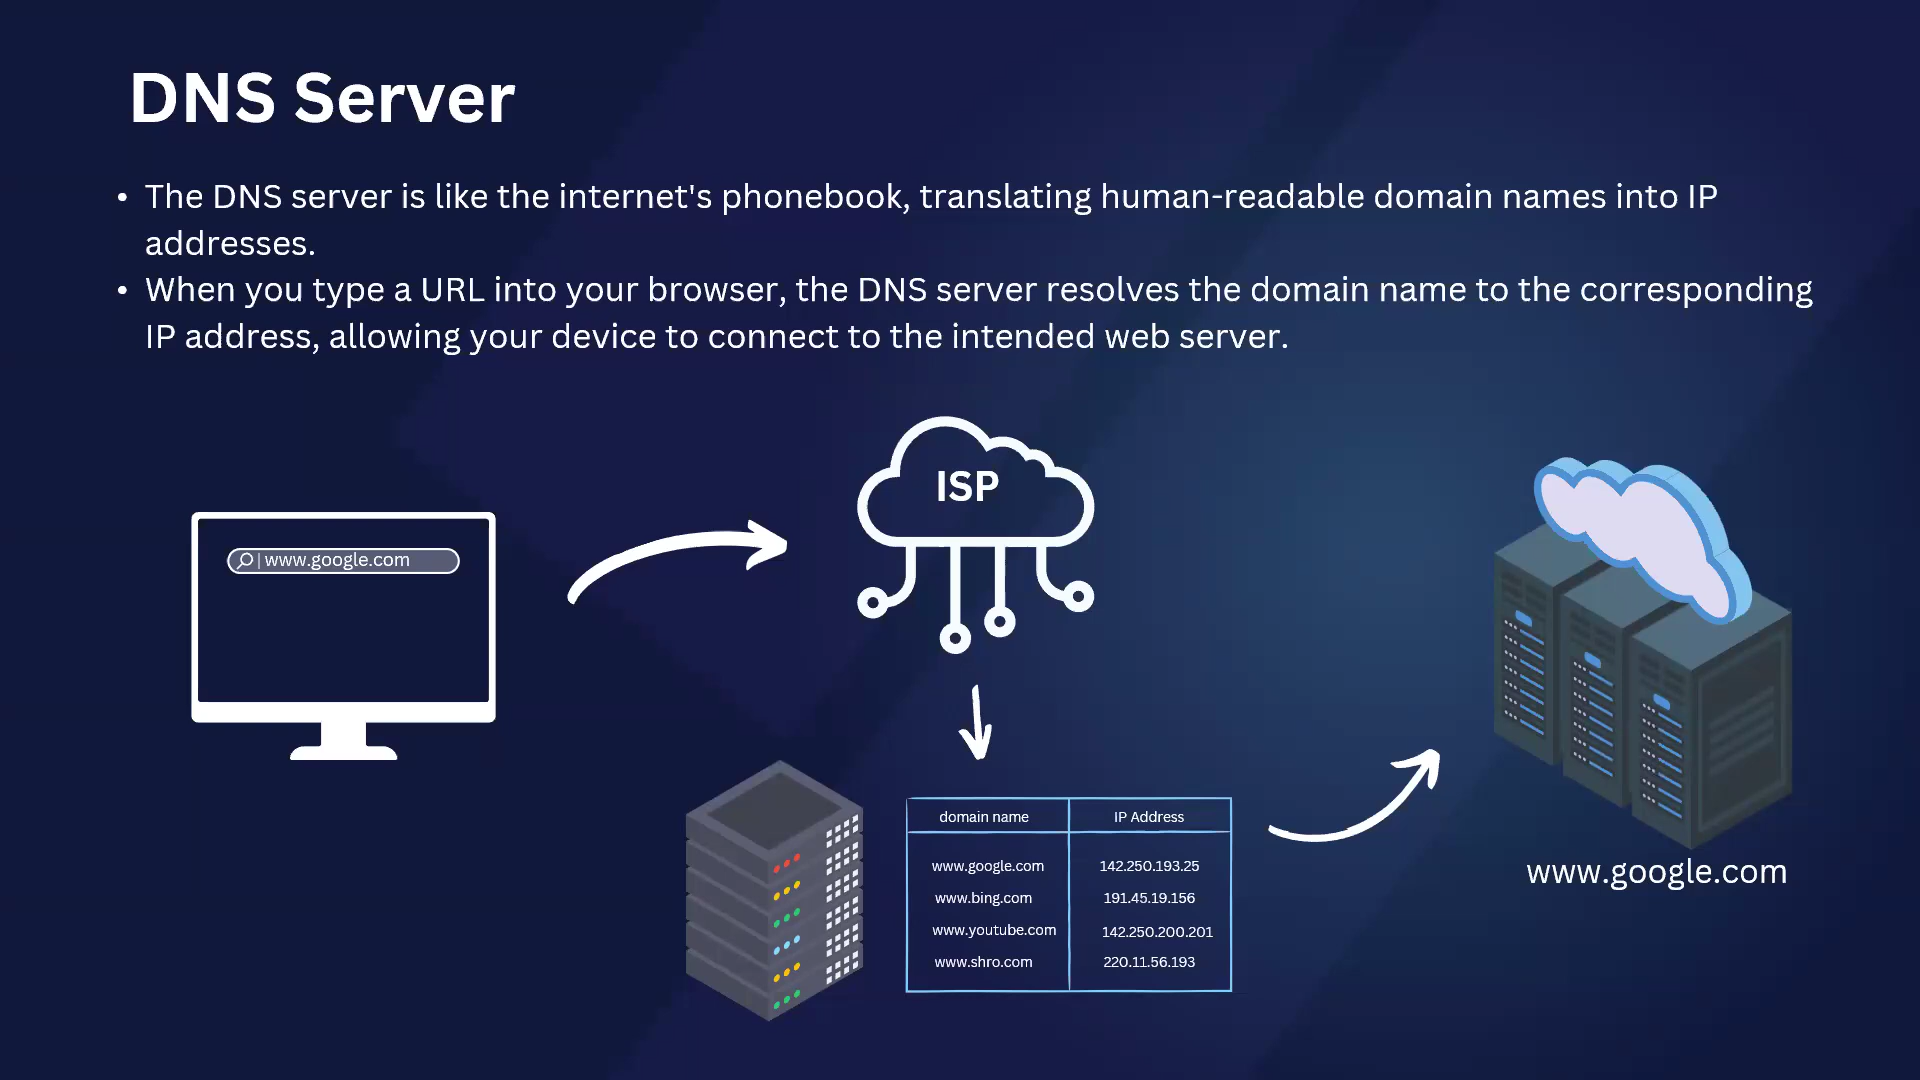 DNS Server
• The DNS server is like the internet's phonebook, translating human-readable domain names into IP
addresses.
• When you type a URL into your browser, the DNS server resolves the domain name to the corresponding
IP address, allowing your device to connect to the intended web server.
ISP
www.google.com
domain name IP Address
www.google.com 142.250.193.25
www.bing.com 191.45.19.156
www.youtube.com 142.250.200.201
www.shro.com 220.11.56.193
www.google.com